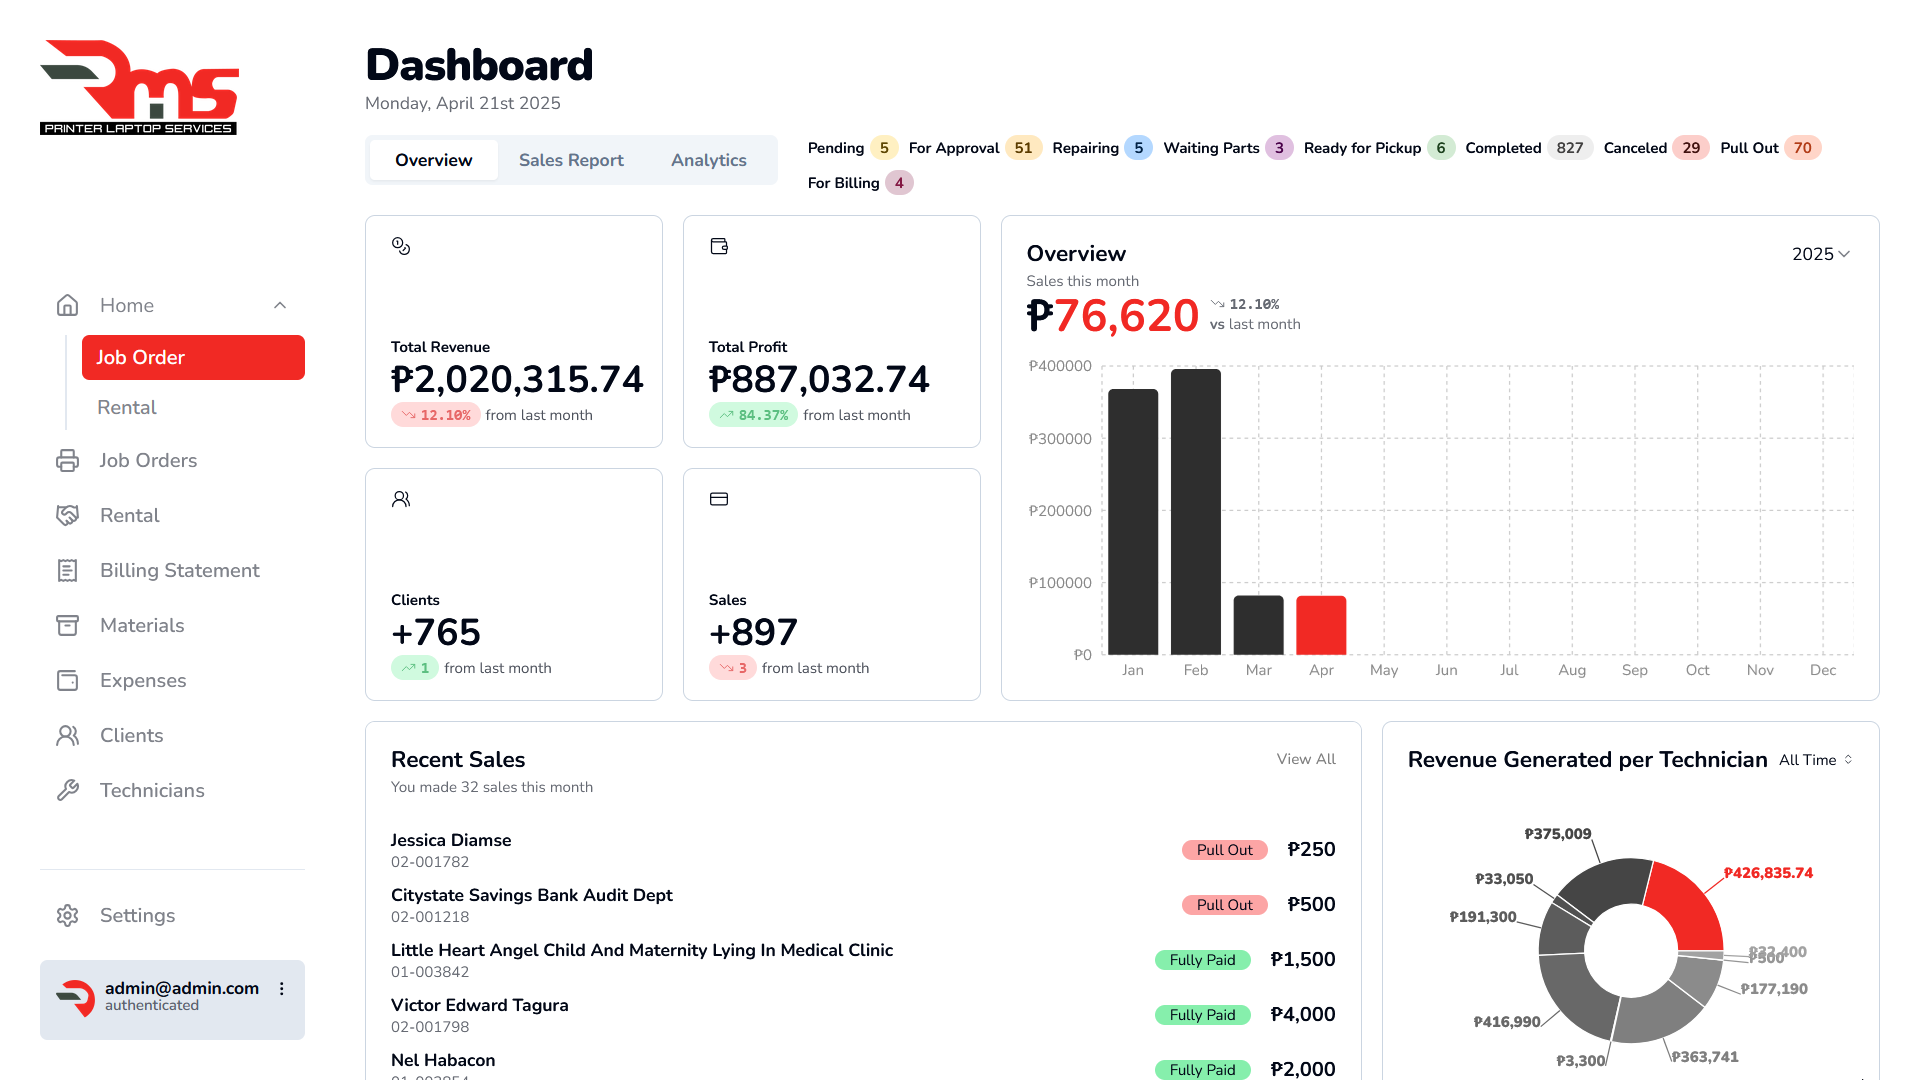 Rms
PRINTER LAPTOP SERVICES
Home
Job Order
Rental
Job Orders
Rental
Billing Statement
Materials
Expenses
Clients
Technicians
Settings
admin@admin.com
authenticated
Dashboard
Monday, April 21st 2025
Overview Sales Report Analytics
Pending 5 For Approval 51 Repairing 5 Waiting Parts 3 Ready for Pickup 6 Completed 827 Canceled 29 Pull Out 70
For Billing 4
Total Revenue
₱2,020,315.74
12.10% from last month
Total Profit
₱887,032.74
84.37% from last month
Clients
+765
1 from last month
Sales
+897
3 from last month
Overview
2025
Sales this month
₱76,620
12.10%
vs last month
₱400000
₱300000
₱200000
₱100000
₱0
Jan Feb Mar Apr May Jun Jul Aug Sep Oct Nov Dec
Recent Sales
View All
You made 32 sales this month
Jessica Diamse
02-001782
Pull Out ₱250
Citystate Savings Bank Audit Dept
02-001218
Pull Out ₱500
Little Heart Angel Child And Maternity Lying In Medical Clinic
01-003842
Fully Paid ₱1,500
Victor Edward Tagura
02-001798
Fully Paid ₱4,000
Nel Habacon
Fully Paid ₱2,000
Revenue Generated per Technician
All Time
₱375,009
₱426,835.74
₱33,050
₱191,300
₱500
₱177,190
₱416,990
₱3,300
₱363,741